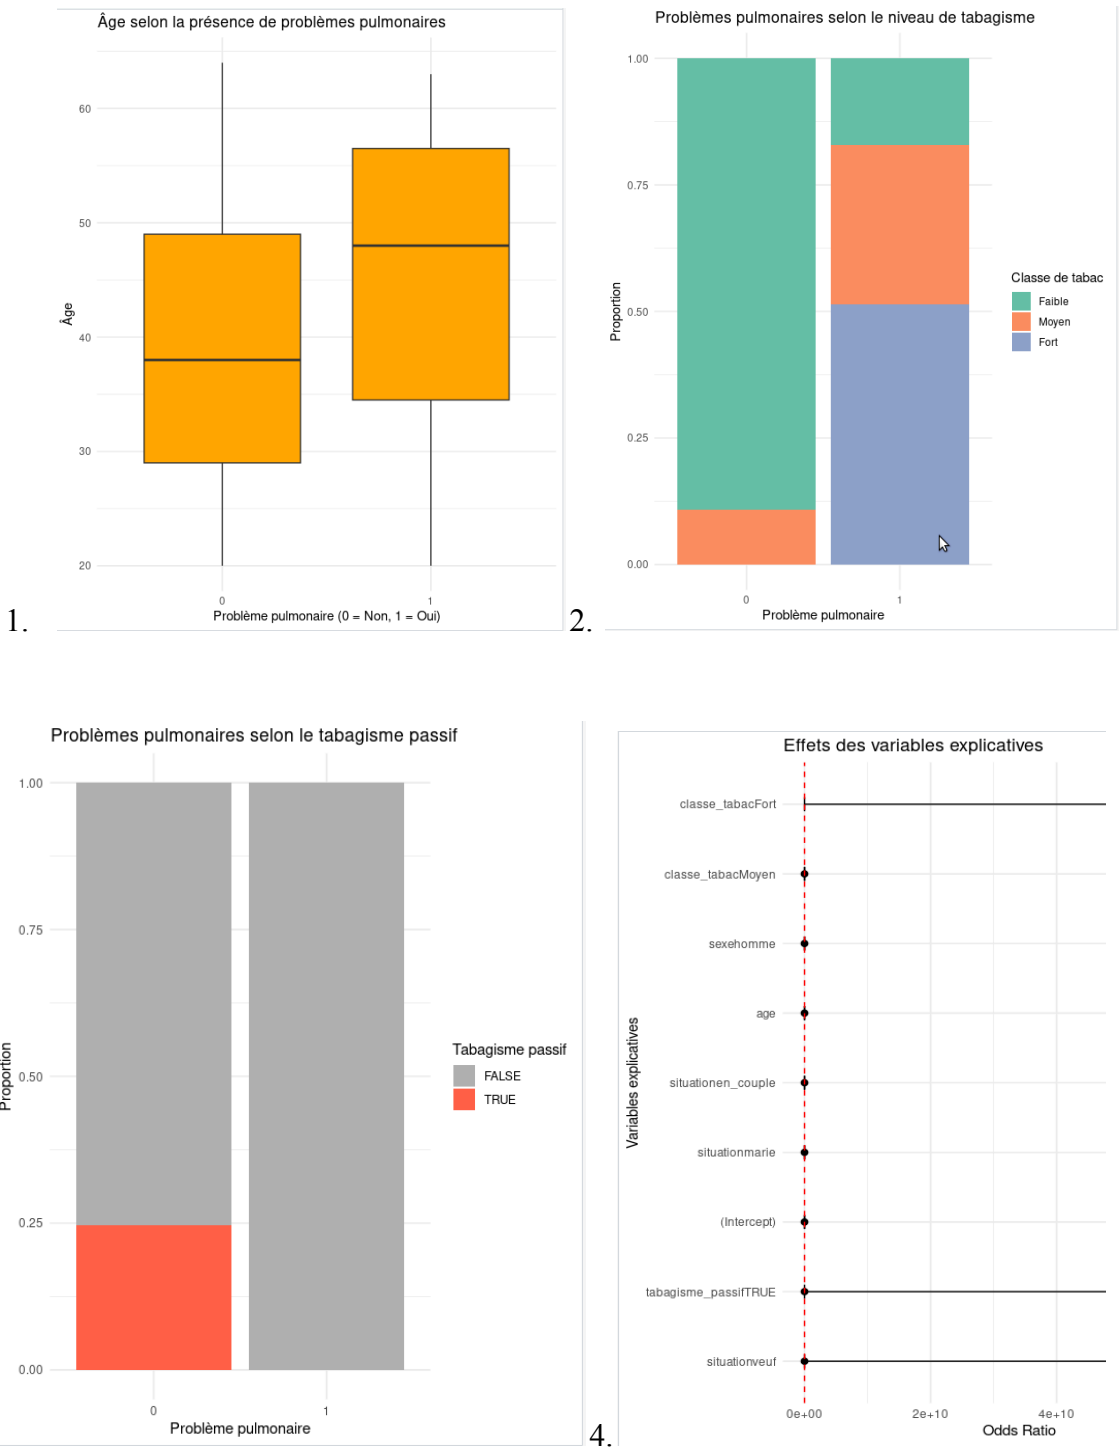 Âge selon la présence de problèmes pulmonaires
60
50
40
30
20
Âge
0
1
Problème pulmonaire (0 = Non, 1 = Oui)
1.
Problèmes pulmonaires selon le niveau de tabagisme
1.00
0.75
0.50
0.25
0.00
Proportion
0
1
Problème pulmonaire
Classe de tabac
Faible
Moyen
Fort
2.
Problèmes pulmonaires selon le tabagisme passif
1.00
0.75
0.50
0.25
0.00
Proportion
0
1
Problème pulmonaire
Tabagisme passif
FALSE
TRUE
4.
Effets des variables explicatives
classe_tabacFort
classe_tabacMoyen
sexehomme
age
situationen_couple
situationmarie
(Intercept)
tabagisme_passifTRUE
situationveuf
Variables explicatives
0e+00
2e+10
4e+10
Odds Ratio